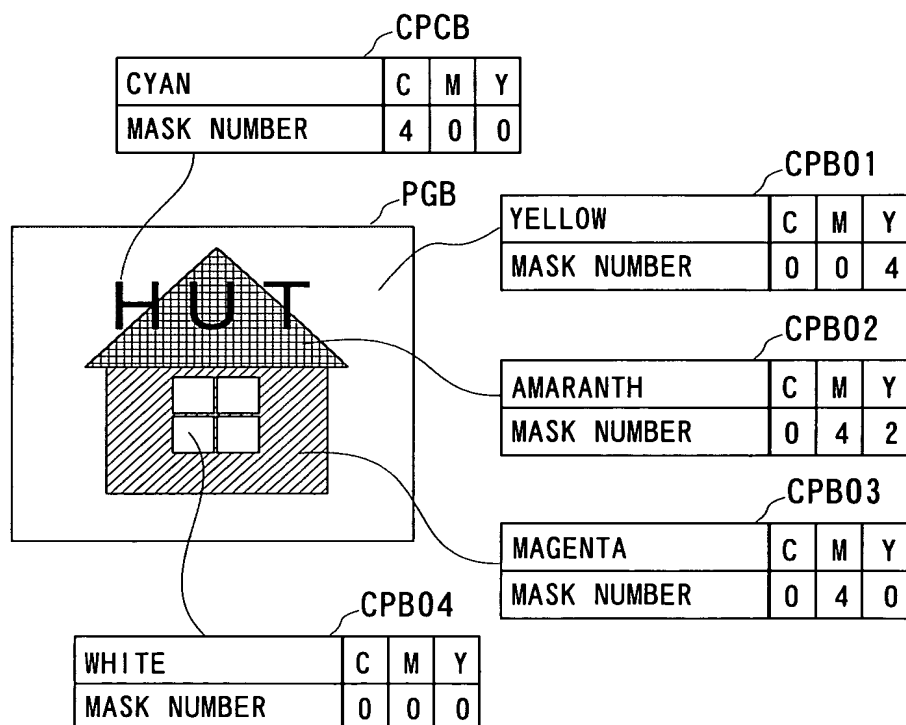 CPCB
CYAN C M Y
MASK NUMBER 4 0 0
PGB
CPB01
YELLOW C M Y
MASK NUMBER 0 0 4
HUT
CPB02
AMARANTH C M Y
MASK NUMBER 0 4 2
CPB03
MAGENTA C M Y
MASK NUMBER 0 4 0
CPB04
WHITE C M Y
MASK NUMBER 0 0 0